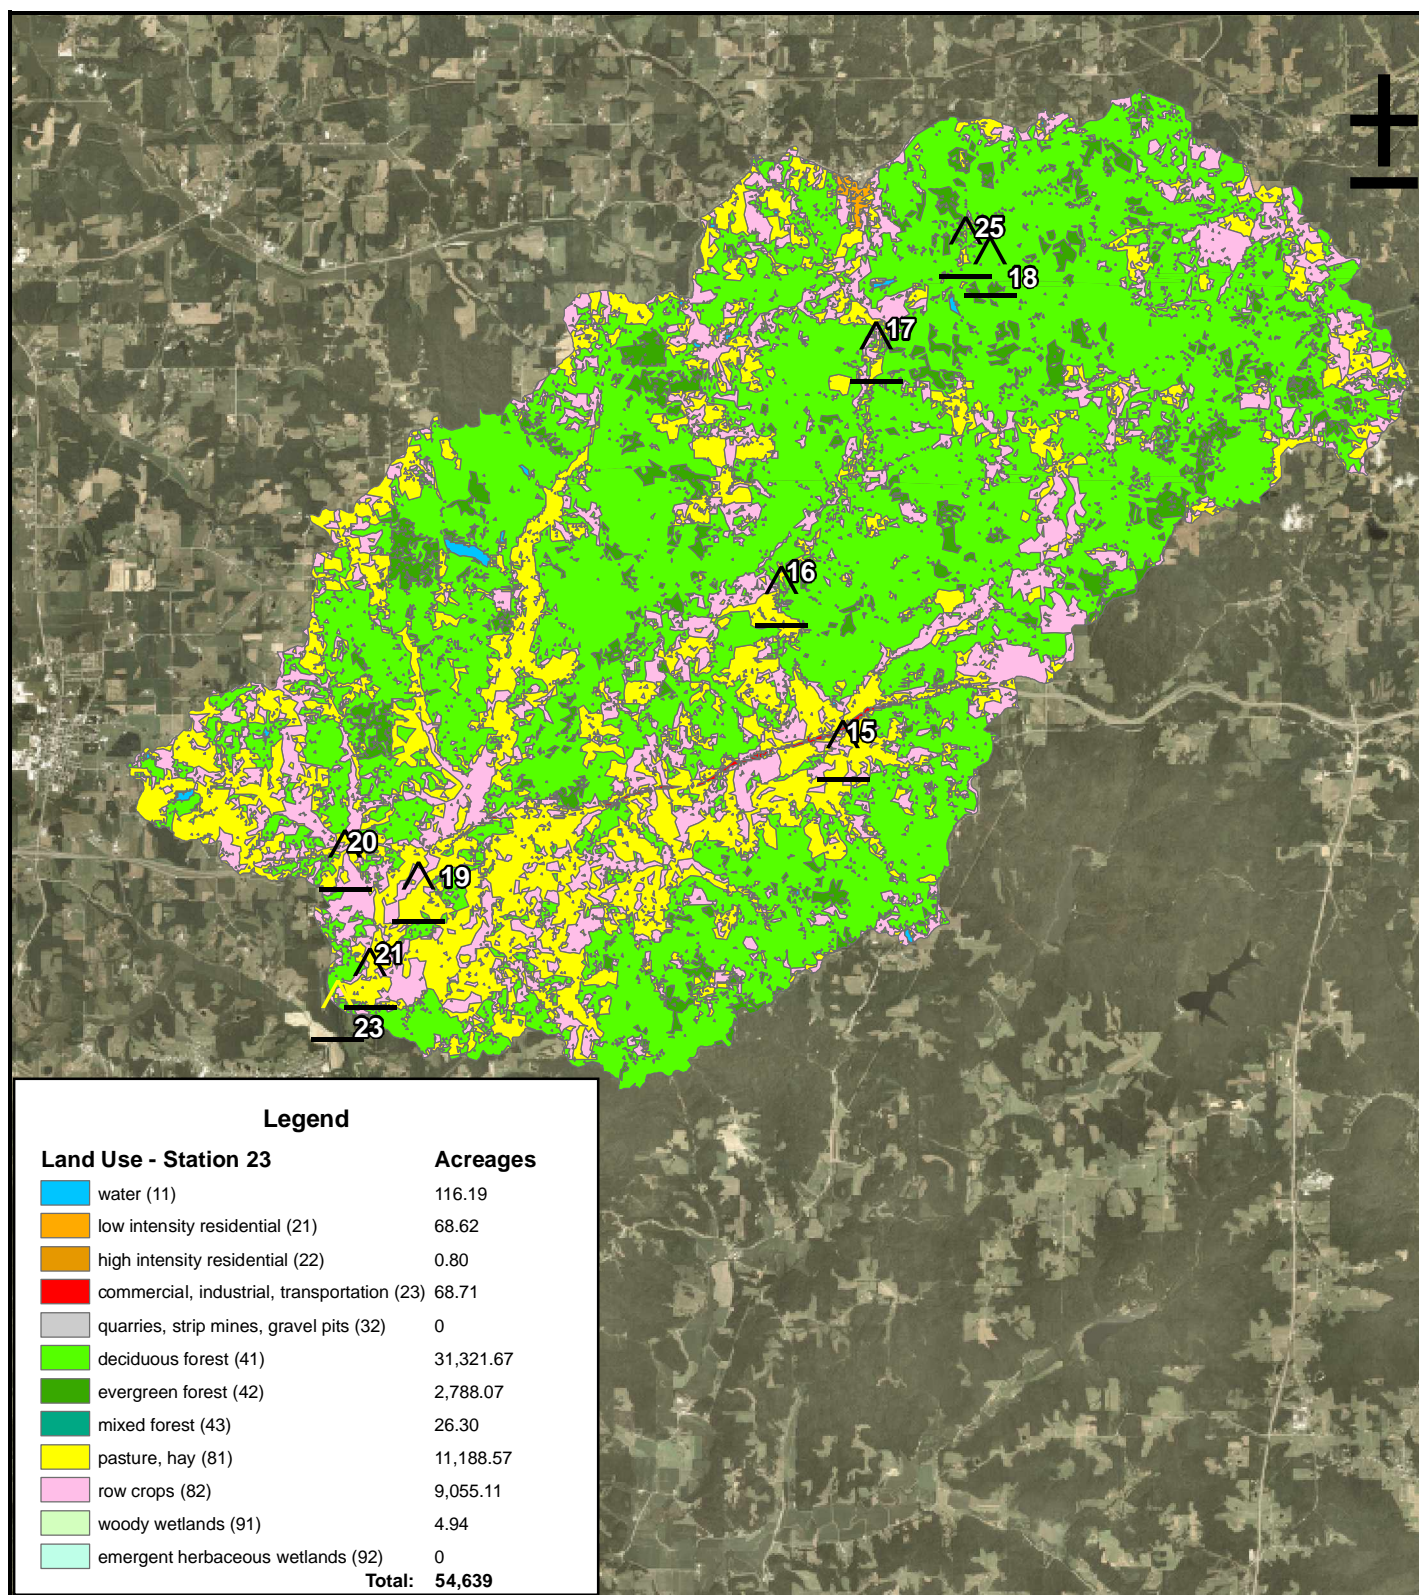 25
18
17
16
15
20
19
21
23
Legend
Land Use - Station 23 Acreages
water (11) 116.19
low intensity residential (21) 68.62
high intensity residential (22) 0.80
commercial, industrial, transportation (23) 68.71
quarries, strip mines, gravel pits (32) 0
deciduous forest (41) 31,321.67
evergreen forest (42) 2,788.07
mixed forest (43) 26.30
pasture, hay (81) 11,188.57
row crops (82) 9,055.11
woody wetlands (91) 4.94
emergent herbaceous wetlands (92) 0
Total: 54,639